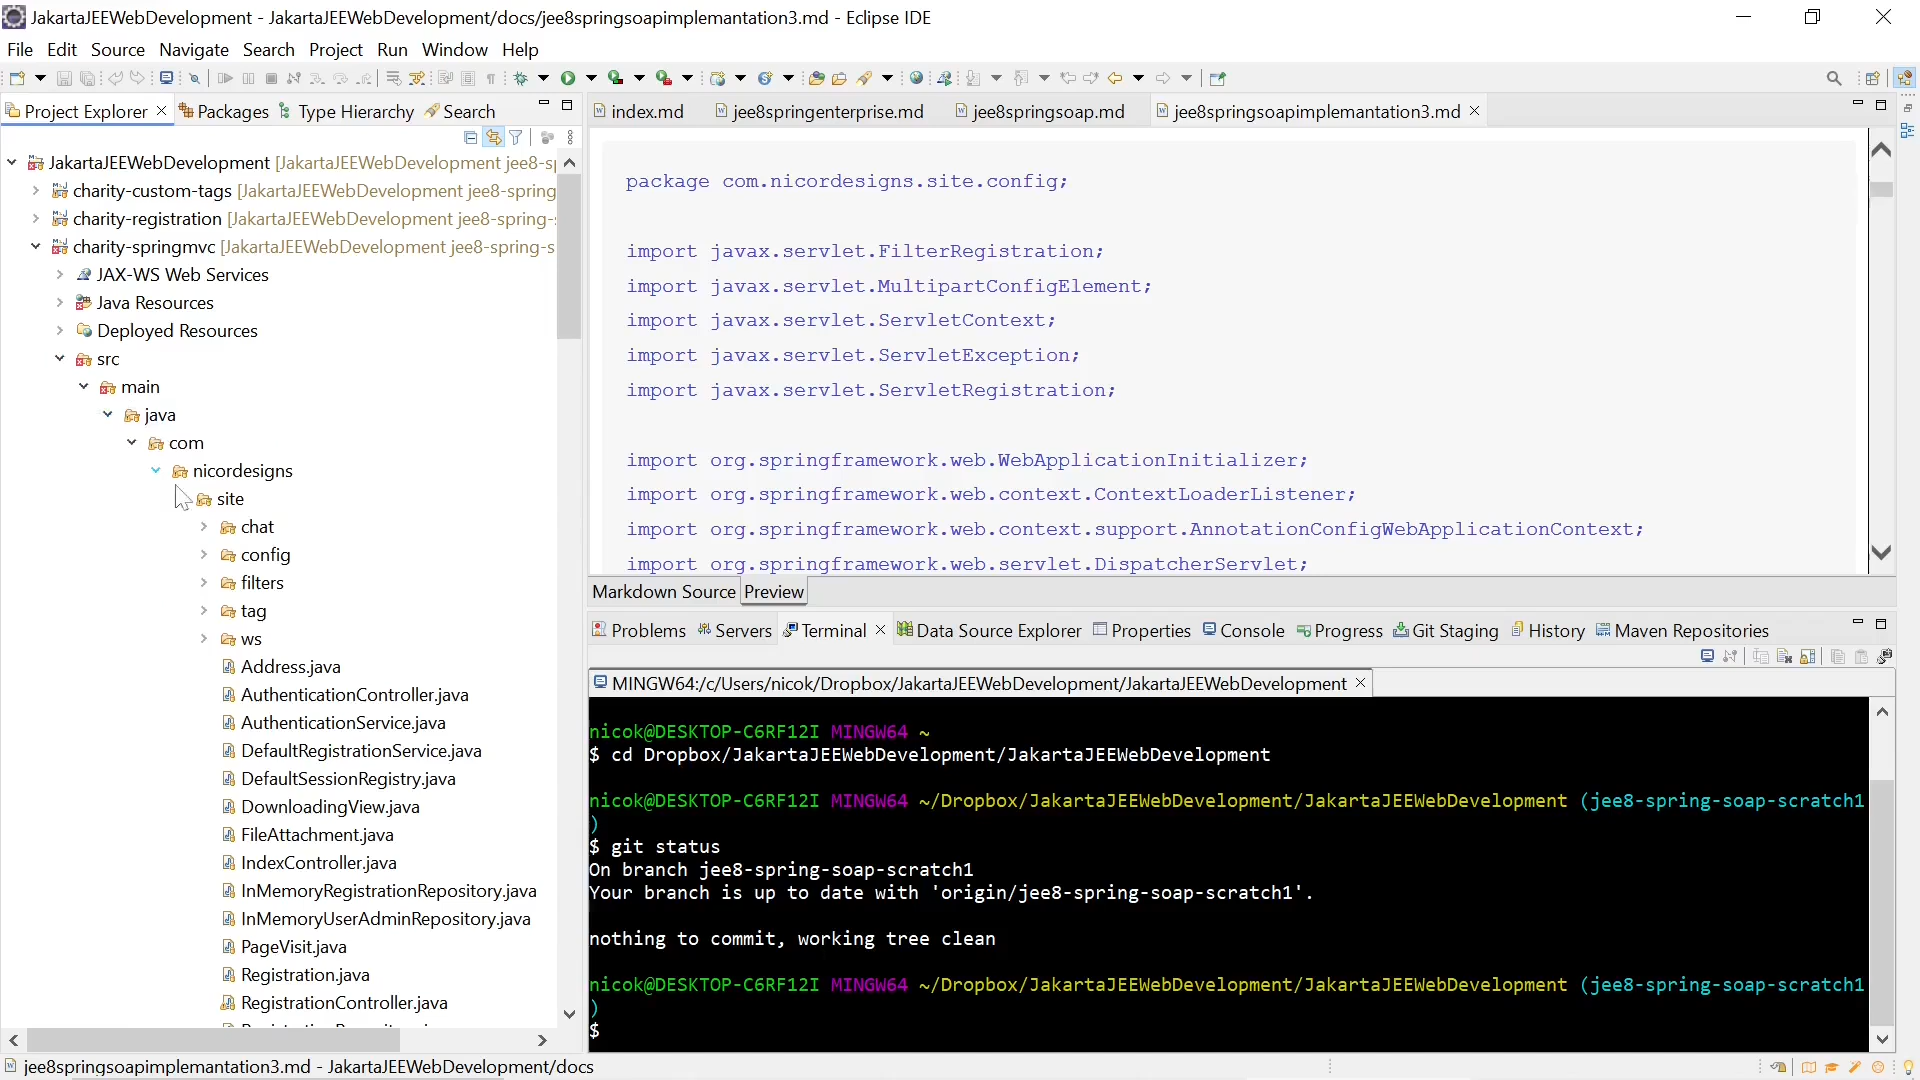 JakartaJEEWebDevelopment - JakartaJEEWebDevelopment/docs/jee8springsoapimplemantation3.md - Eclipse IDE
File Edit Source Navigate Search Project Run Window Help
Project Explorer Packages Type Hierarchy Search
index.md jee8springenterprise.md jee8springsoap.md jee8springsoapimplemantation3.md
JakartaJEEWebDevelopment [JakartaJEEWebDevelopment jee8-s
charity-custom-tags [JakartaJEEWebDevelopment jee8-spring
charity-registration [JakartaJEEWebDevelopment jee8-spring-
charity-springmvc [JakartaJEEWebDevelopment jee8-spring-s
JAX-WS Web Services
Java Resources
Deployed Resources
src
main
java
com
nicordesigns
site
chat
config
filters
tag
ws
Address.java
AuthenticationController.java
AuthenticationService.java
DefaultRegistrationService.java
DefaultSessionRegistry.java
DownloadingView.java
FileAttachment.java
IndexController.java
InMemoryRegistrationRepository.java
InMemoryUserAdminRepository.java
PageVisit.java
Registration.java
RegistrationController.java
package com.nicordesigns.site.config;
import javax.servlet.FilterRegistration;
import javax.servlet.MultipartConfigElement;
import javax.servlet.ServletContext;
import javax.servlet.ServletException;
import javax.servlet.ServletRegistration;
import org.springframework.web.WebApplicationInitializer;
import org.springframework.web.context.ContextLoaderListener;
import org.springframework.web.context.support.AnnotationConfigWebApplicationContext;
import org.springframework.web.servlet.DispatcherServlet;
Markdown Source Preview
Problems Servers Terminal Data Source Explorer Properties Console Progress Git Staging History Maven Repositories
MINGW64:/c/Users/nicok/Dropbox/JakartaJEEWebDevelopment/JakartaJEEWebDevelopment
nicok@DESKTOP-C6RF12I MINGW64 ~
$ cd Dropbox/JakartaJEEWebDevelopment/JakartaJEEWebDevelopment
nicok@DESKTOP-C6RF12I MINGW64 ~/Dropbox/JakartaJEEWebDevelopment/JakartaJEEWebDevelopment (jee8-spring-soap-scratch1
)
$ git status
On branch jee8-spring-soap-scratch1
Your branch is up to date with 'origin/jee8-spring-soap-scratch1'.
nothing to commit, working tree clean
nicok@DESKTOP-C6RF12I MINGW64 ~/Dropbox/JakartaJEEWebDevelopment/JakartaJEEWebDevelopment (jee8-spring-soap-scratch1
)
$
jee8springsoapimplemantation3.md - JakartaJEEWebDevelopment/docs